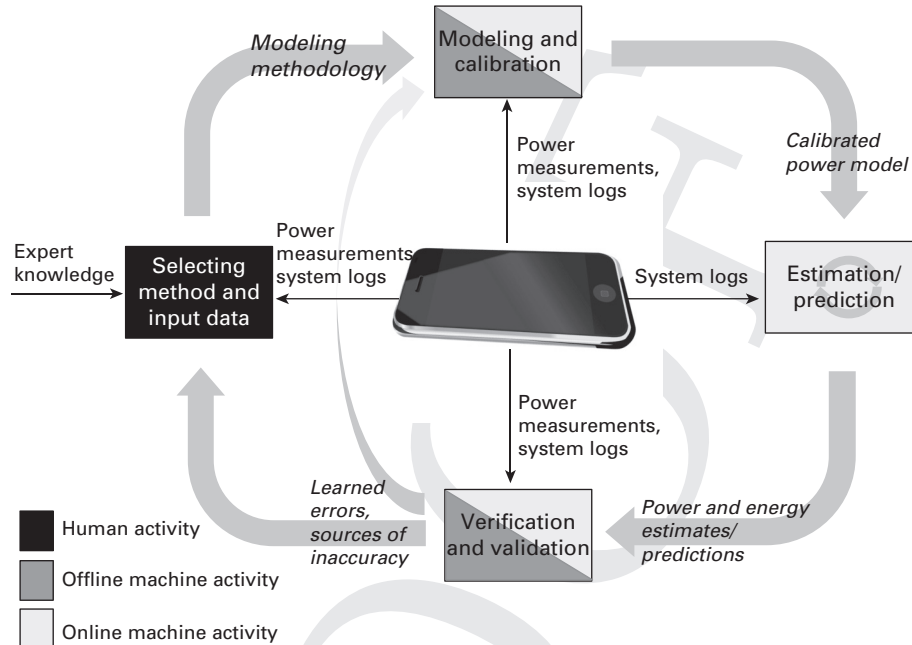 Modeling
methodology
Modeling and
calibration
Calibrated
power model
Power
measurements,
system logs
Expert
knowledge
Selecting
method and
input data
Power
measurements
system logs
System logs
Estimation/
prediction
Power
measurements,
system logs
Learned
errors,
sources of
inaccuracy
Verification
and validation
Power and energy
estimates/
predictions
Human activity
Offline machine activity
Online machine activity